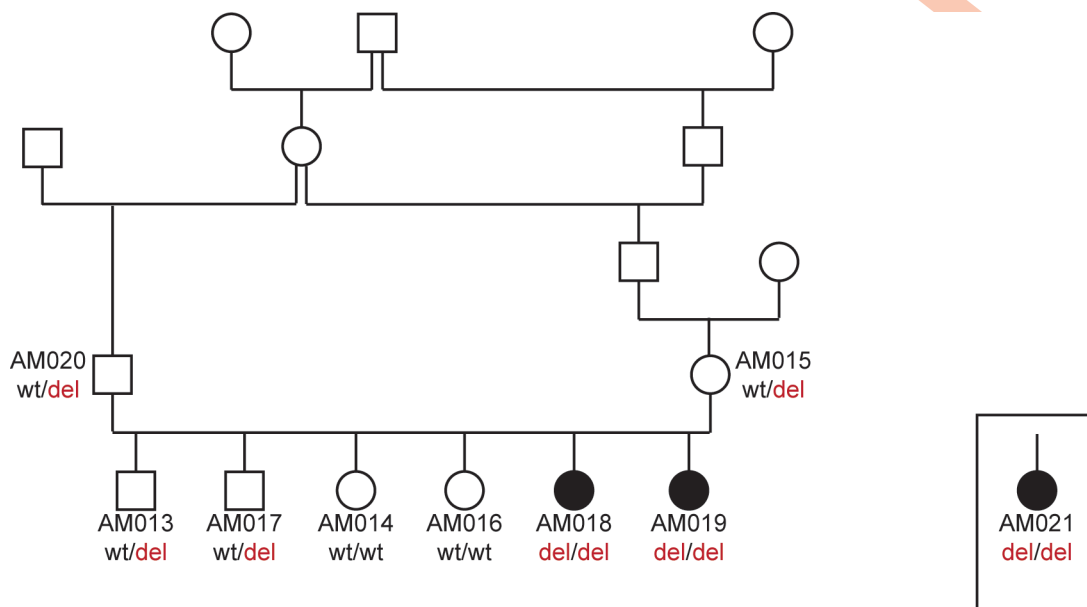 AM020
wt/del
AM015
wt/del
AM013
wt/del
AM017
wt/del
AM014
wt/wt
AM016
wt/wt
AM018
del/del
AM019
del/del
AM021
del/del